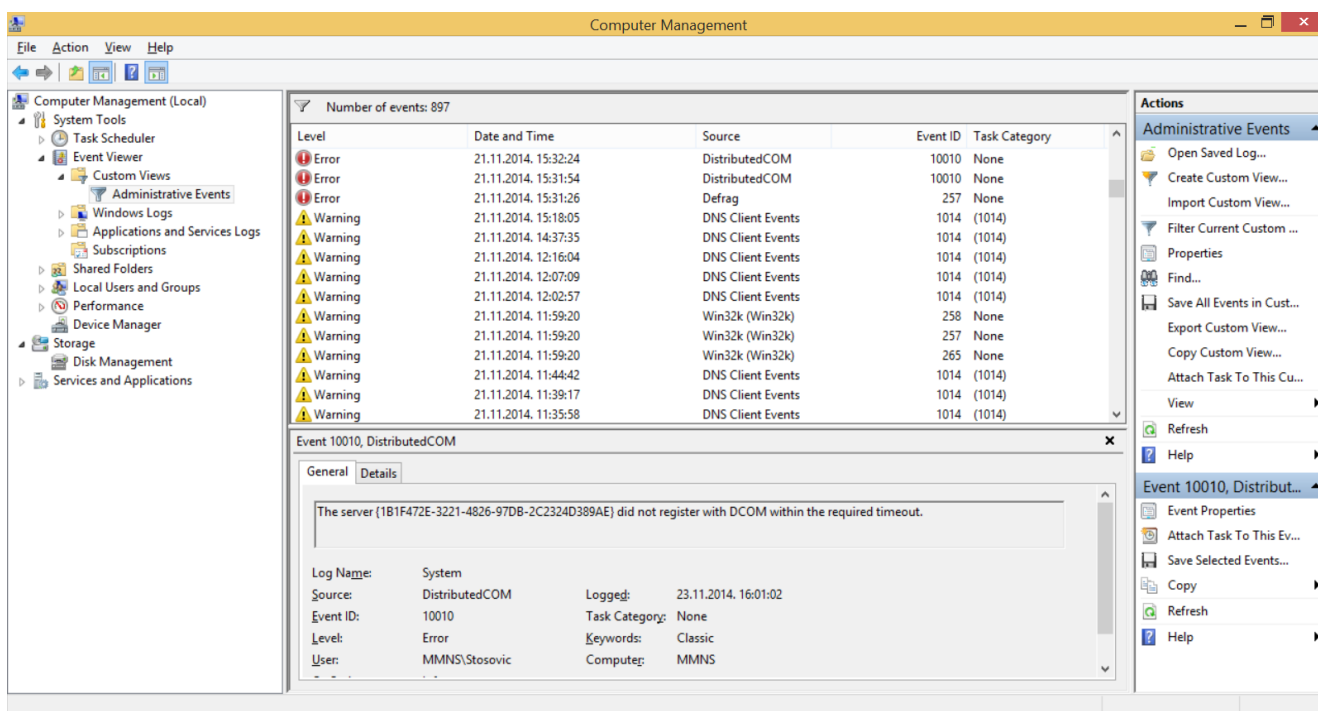 Computer Management
File Action View Help
Computer Management (Local)
System Tools
Task Scheduler
Event Viewer
Custom Views
Administrative Events
Windows Logs
Applications and Services Logs
Subscriptions
Shared Folders
Local Users and Groups
Performance
Device Manager
Storage
Disk Management
Services and Applications
Number of events: 897
Level Date and Time Source Event ID Task Category
Error 21.11.2014. 15:32:24 DistributedCOM 10010 None
Error 21.11.2014. 15:31:54 DistributedCOM 10010 None
Error 21.11.2014. 15:31:26 Defrag 257 None
Warning 21.11.2014. 15:18:05 DNS Client Events 1014 (1014)
Warning 21.11.2014. 14:37:35 DNS Client Events 1014 (1014)
Warning 21.11.2014. 12:16:04 DNS Client Events 1014 (1014)
Warning 21.11.2014. 12:07:09 DNS Client Events 1014 (1014)
Warning 21.11.2014. 12:02:57 DNS Client Events 1014 (1014)
Warning 21.11.2014. 11:59:20 Win32k (Win32k) 258 None
Warning 21.11.2014. 11:59:20 Win32k (Win32k) 257 None
Warning 21.11.2014. 11:59:20 Win32k (Win32k) 265 None
Warning 21.11.2014. 11:44:42 DNS Client Events 1014 (1014)
Warning 21.11.2014. 11:39:17 DNS Client Events 1014 (1014)
Warning 21.11.2014. 11:35:58 DNS Client Events 1014 (1014)
Event 10010, DistributedCOM
General Details
The server {1B1F472E-3221-4826-97DB-2C2324D389AE} did not register with DCOM within the required timeout.
Log Name: System
Source: DistributedCOM Logged: 23.11.2014. 16:01:02
Event ID: 10010 Task Category: None
Level: Error Keywords: Classic
User: MMNS\Stosovic Computer: MMNS
Actions
Administrative Events
Open Saved Log...
Create Custom View...
Import Custom View...
Filter Current Custom ...
Properties
Find...
Save All Events in Cust...
Export Custom View...
Copy Custom View...
Attach Task To This Cu...
View
Refresh
Help
Event 10010, Distribut...
Event Properties
Attach Task To This Ev...
Save Selected Events...
Copy
Refresh
Help